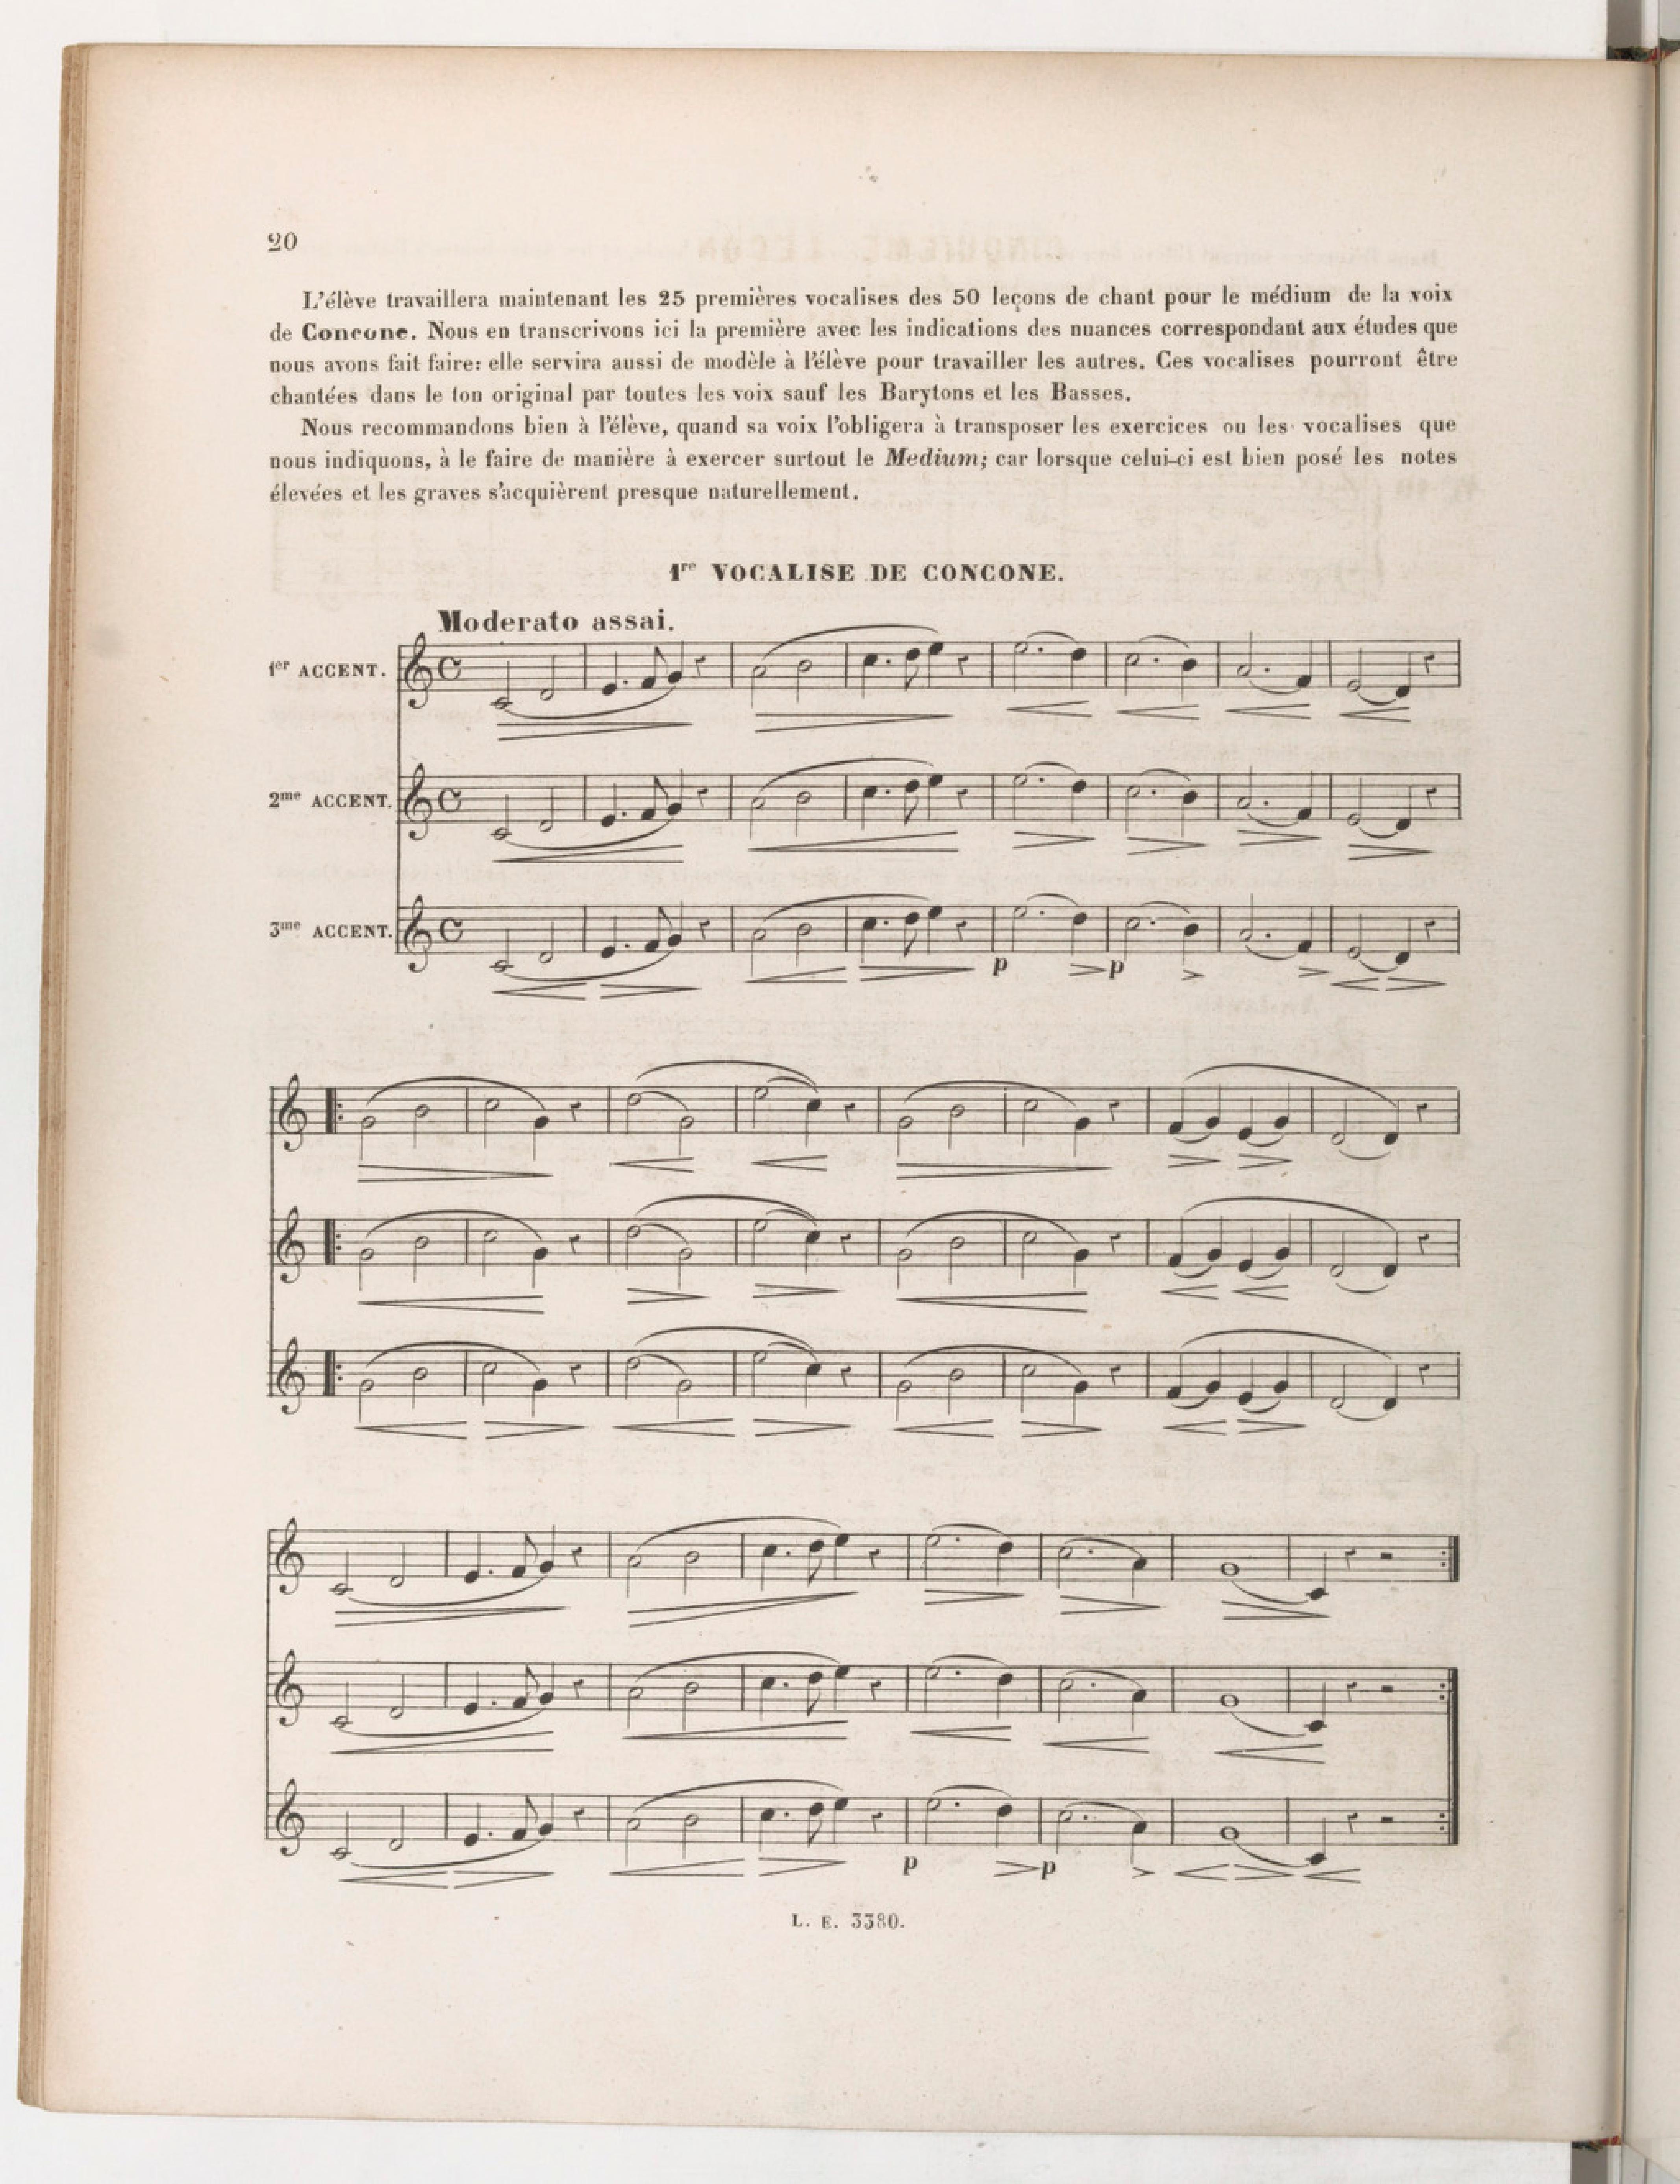 20
L'élève travaillera maintenant les 25 premières vocalises des 50 leçons de chant pour le médium de la voix
de Concone. Nous en transcrivons ici la première avec les indications des nuances correspondant aux études que
nous avons fait faire: elle servira aussi de modèle à l'élève pour travailler les autres. Ces vocalises pourront être
chantées dans le ton original par toutes les voix sauf les Barytons et les Basses.
Nous recommandons bien à l'élève, quand sa voix l'obligera à transposer les exercices ou les vocalises que
nous indiquons, à le faire de manière à exercer surtout le Medium; car lorsque celui-ci est bien posé les notes
élevées et les graves s'acquièrent presque naturellement.
1re VOCALISE DE CONCONE.
Moderato assai.
1er ACCENT.
2me ACCENT.
3me ACCENT.
p p
p p
L. E. 3380.